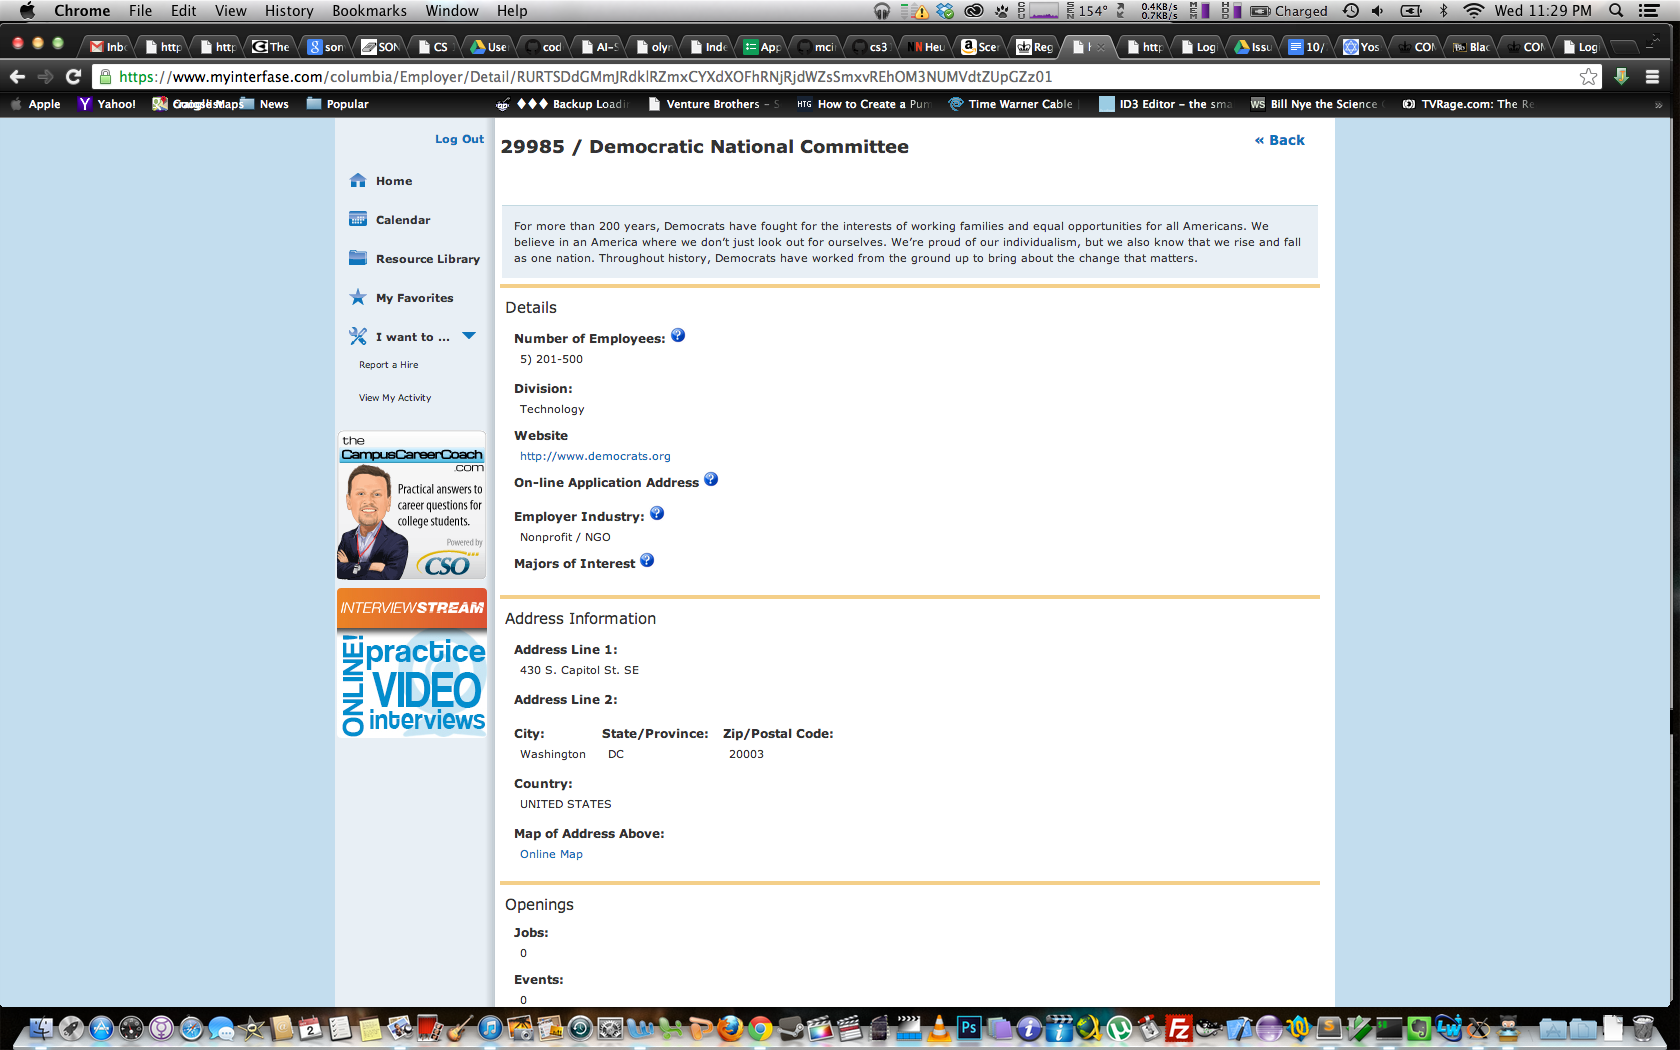 Chrome File Edit View History Bookmarks Window Help
154° 0.4KB/s 0.7KB/s Charged Wed 11:29 PM
Inb http http The son SON CS Use cod AI-S olyn Inde App mci cs3 Heu Scer Reg h http Logi Issu 10/ Yos CO Blac CO Logi
https://www.myinterfase.com/columbia/Employer/Detail/
Apple Yahoo! Google Maps News Popular ♦♦♦ Backup Loadi Venture Brothers – S How to Create a Pum Time Warner Cable ID3 Editor – the sma Bill Nye the Science TVRage.com: The Re
Log Out
Home
Calendar
Resource Library
My Favorites
I want to ...
Report a Hire
View My Activity
the
CampusCareerCoach
.com
Practical answers to
career questions for
college students.
Powered by
CSO
INTERVIEWSTREAM
ONLINE!
practice
VIDEO
interviews
29985 / Democratic National Committee
« Back
For more than 200 years, Democrats have fought for the interests of working families and equal opportunities for all Americans. We
believe in an America where we don’t just look out for ourselves. We’re proud of our individualism, but we also know that we rise and fall
as one nation. Throughout history, Democrats have worked from the ground up to bring about the change that matters.
Details
Number of Employees:
5) 201-500
Division:
Technology
Website
http://www.democrats.org
On-line Application Address
Employer Industry:
Nonprofit / NGO
Majors of Interest
Address Information
Address Line 1:
430 S. Capitol St. SE
Address Line 2:
City: State/Province: Zip/Postal Code:
Washington DC 20003
Country:
UNITED STATES
Map of Address Above:
Online Map
Openings
Jobs:
0
Events:
0